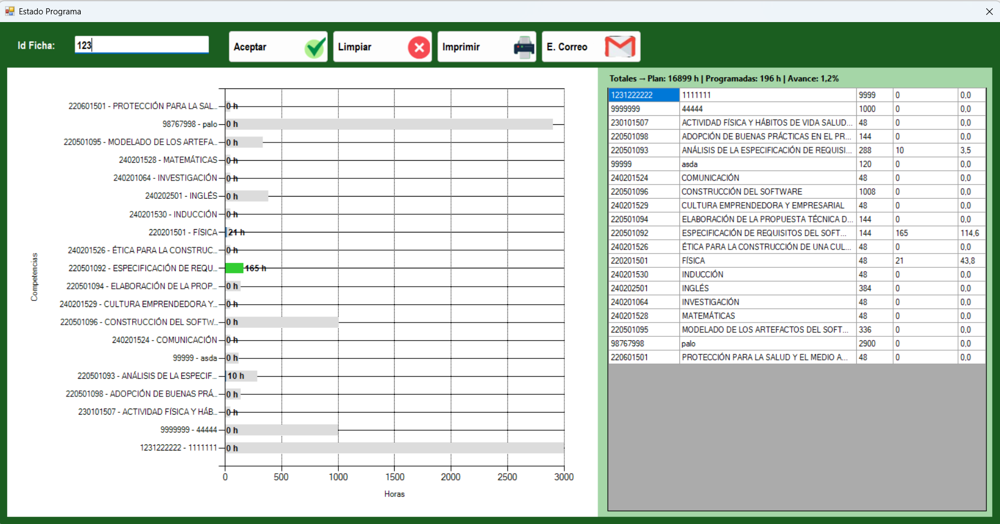 Estado Programa
Id Ficha:
123
Aceptar
Limpiar
Imprimir
E. Correo
Competencias
220601501 - PROTECCIÓN PARA LA SAL...
0 h
98767998 - palo
0 h
220501095 - MODELADO DE LOS ARTEFA...
0 h
240201528 - MATEMÁTICAS
0 h
240201064 - INVESTIGACIÓN
0 h
240202501 - INGLÉS
0 h
240201530 - INDUCCIÓN
0 h
220201501 - FÍSICA
21 h
240201526 - ÉTICA PARA LA CONSTRUC...
0 h
220501092 - ESPECIFICACIÓN DE REQU...
165 h
220501094 - ELABORACIÓN DE LA PROP...
0 h
240201529 - CULTURA EMPRENDEDORA Y...
0 h
220501096 - CONSTRUCCIÓN DEL SOFTW...
0 h
240201524 - COMUNICACIÓN
0 h
99999 - asda
0 h
220501093 - ANÁLISIS DE LA ESPECIF...
10 h
220501098 - ADOPCIÓN DE BUENAS PRÁ...
0 h
230101507 - ACTIVIDAD FÍSICA Y HÁB...
0 h
9999999 - 44444
0 h
1231222222 - 1111111
0 h
0 500 1000 1500 2000 2500 3000
Horas
Totales → Plan: 16899 h | Programadas: 196 h | Avance: 1,2%
1231222222 1111111 9999 0 0,0
9999999 44444 1000 0 0,0
230101507 ACTIVIDAD FÍSICA Y HÁBITOS DE VIDA SALUD... 48 0 0,0
220501098 ADOPCIÓN DE BUENAS PRÁCTICAS EN EL PR... 144 0 0,0
220501093 ANÁLISIS DE LA ESPECIFICACIÓN DE REQUISI... 288 10 3,5
99999 asda 120 0 0,0
240201524 COMUNICACIÓN 48 0 0,0
220501096 CONSTRUCCIÓN DEL SOFTWARE 1008 0 0,0
240201529 CULTURA EMPRENDEDORA Y EMPRESARIAL 48 0 0,0
220501094 ELABORACIÓN DE LA PROPUESTA TÉCNICA D... 144 0 0,0
220501092 ESPECIFICACIÓN DE REQUISITOS DEL SOFT... 144 165 114,6
240201526 ÉTICA PARA LA CONSTRUCCIÓN DE UNA CUL... 48 0 0,0
220201501 FÍSICA 48 21 43,8
240201530 INDUCCIÓN 48 0 0,0
240202501 INGLÉS 384 0 0,0
240201064 INVESTIGACIÓN 48 0 0,0
240201528 MATEMÁTICAS 48 0 0,0
220501095 MODELADO DE LOS ARTEFACTOS DEL SOFT... 336 0 0,0
98767998 palo 2900 0 0,0
220601501 PROTECCIÓN PARA LA SALUD Y EL MEDIO A... 48 0 0,0